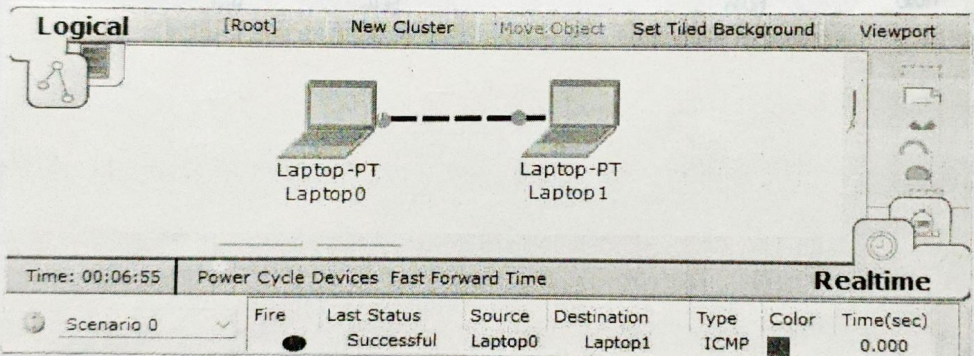 Logical [Root] New Cluster Move Object Set Tiled Background Viewport
Laptop-PT Laptop-PT
Laptop0 Laptop1
Time: 00:06:55 Power Cycle Devices Fast Forward Time Realtime
Scenario 0 Fire Last Status Source Destination Type Color Time(sec)
Successful Laptop0 Laptop1 ICMP 0.000